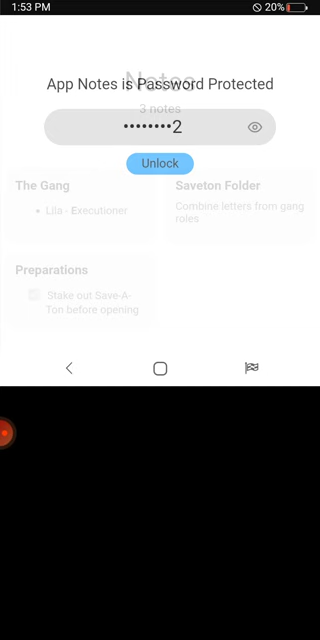 1:53 PM
20%
Notes
App Notes is Password Protected
3 notes
••••••••2
Unlock
The Gang
• Lila - Executioner
Saveton Folder
Combine letters from gang
roles
Preparations
Stake out Save-A-
Ton before opening